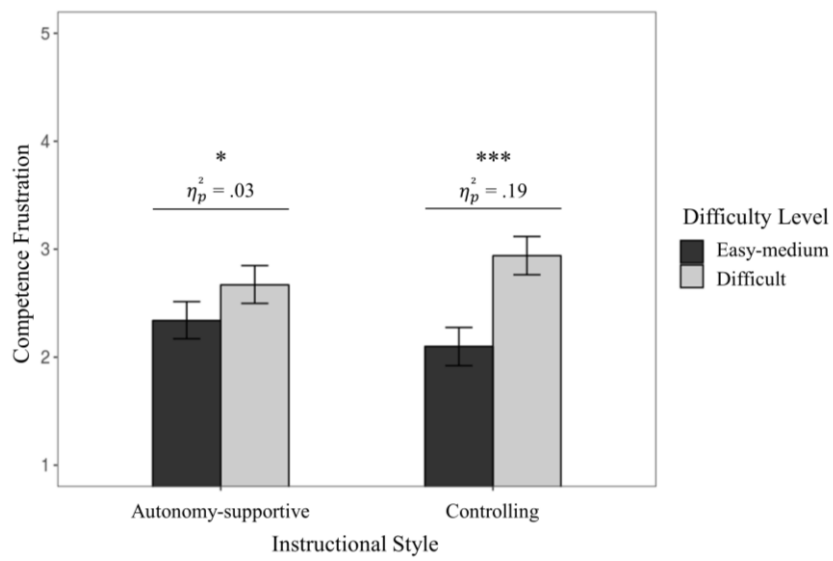 5
4
3
2
1
Competence Frustration
*
η²ₚ = .03
***
η²ₚ = .19
Autonomy-supportive
Controlling
Instructional Style
Difficulty Level
Easy-medium
Difficult